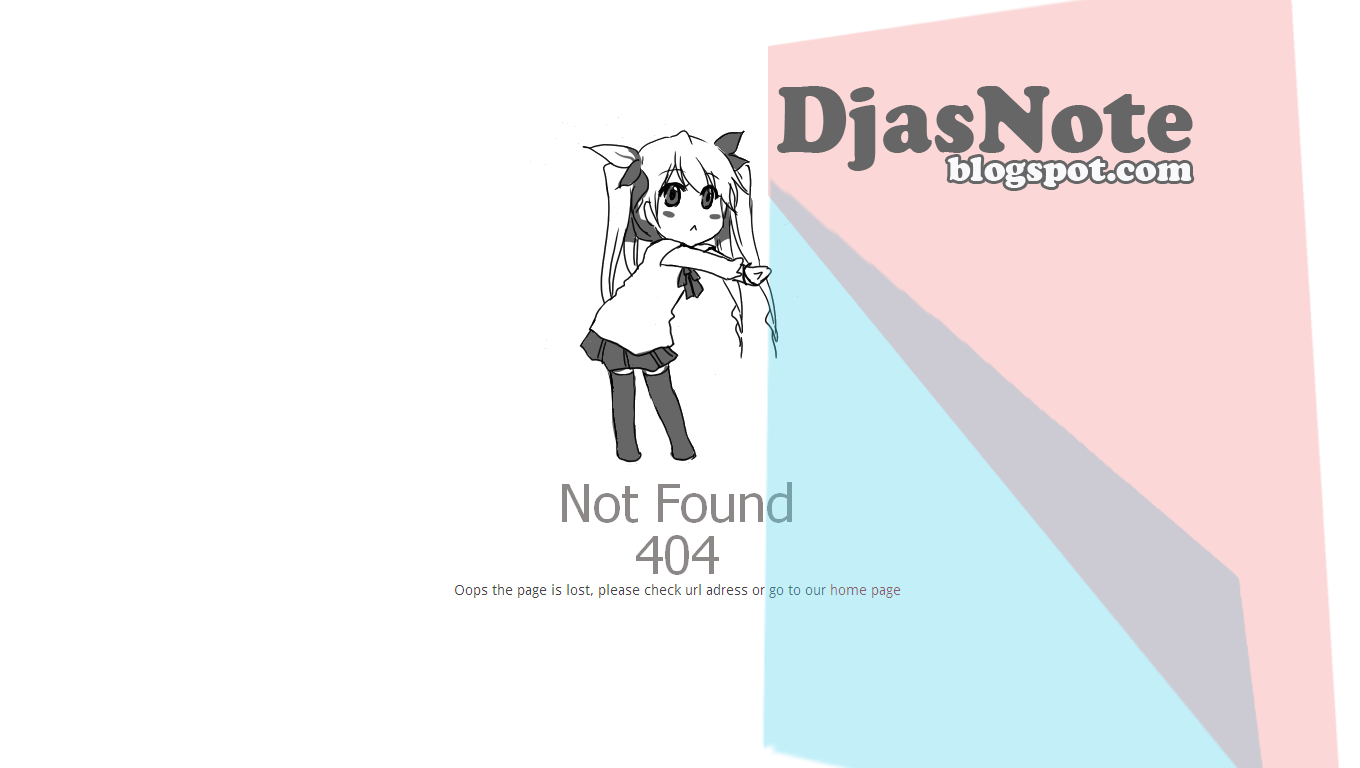 DjasNote
blogspot.com
Not Found
404
Oops the page is lost, please check url adress or go to our home page